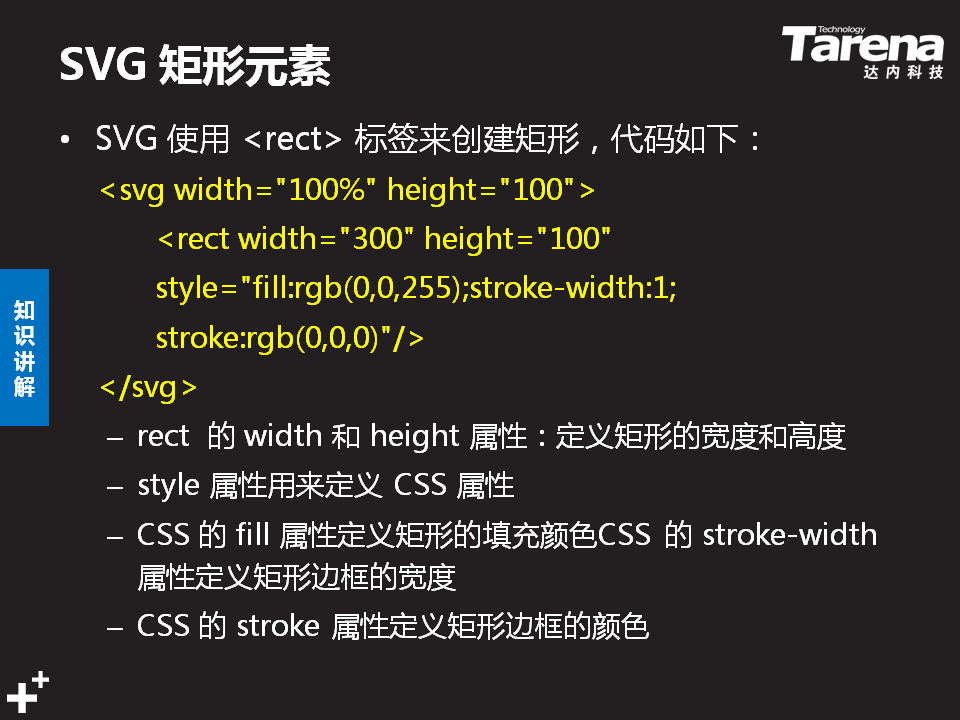 SVG 矩形元素
Technology
Tarena
达内科技
• SVG 使用 <rect> 标签来创建矩形，代码如下：
<svg width="100%" height="100">
<rect width="300" height="100"
style="fill:rgb(0,0,255);stroke-width:1;
stroke:rgb(0,0,0)"/>
</svg>
– rect 的 width 和 height 属性：定义矩形的宽度和高度
– style 属性用来定义 CSS 属性
– CSS 的 fill 属性定义矩形的填充颜色CSS 的 stroke-width
属性定义矩形边框的宽度
– CSS 的 stroke 属性定义矩形边框的颜色
知
识
讲
解